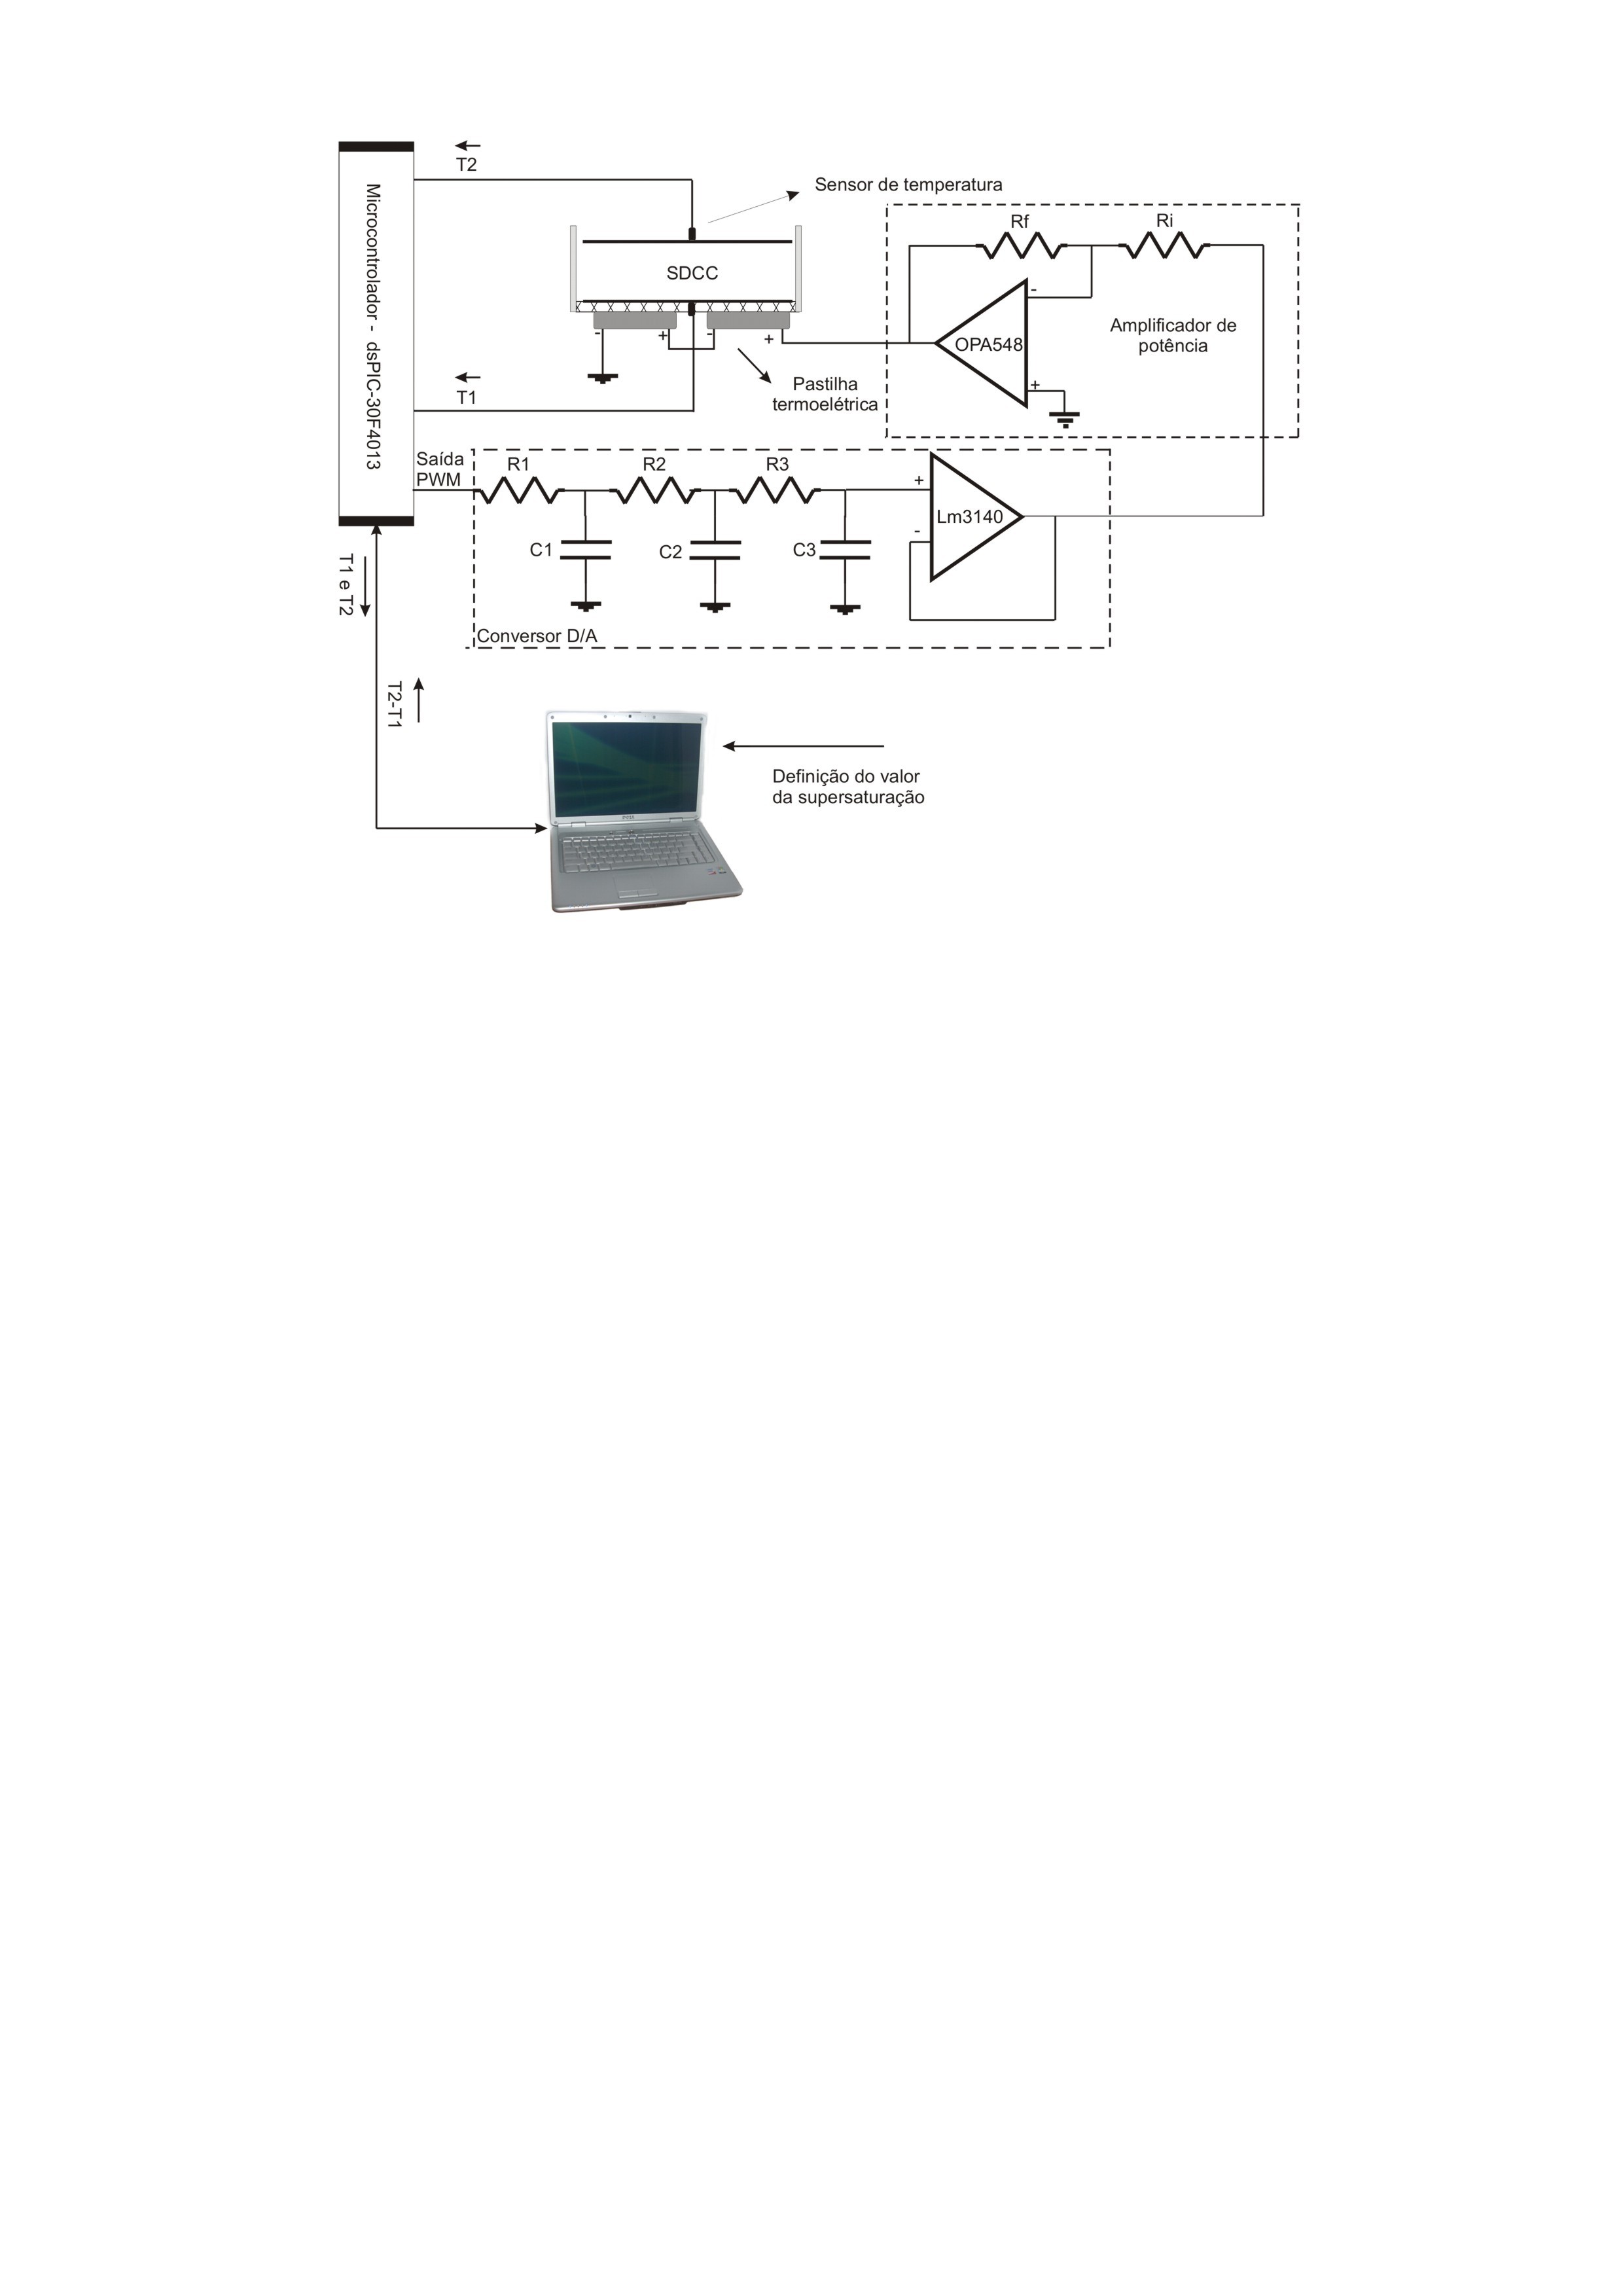 T2
Sensor de temperatura
Rf
Ri
Microcontrolador - dsPIC-30F4013
SDCC
-
+
-
+
-
OPA548
+
Amplificador de
potência
Pastilha
termoelétrica
T1
Saída
PWM
R1
R2
R3
+
-
Lm3140
C1
C2
C3
Conversor D/A
T1 e T2
T2-T1
Definição do valor
da supersaturação